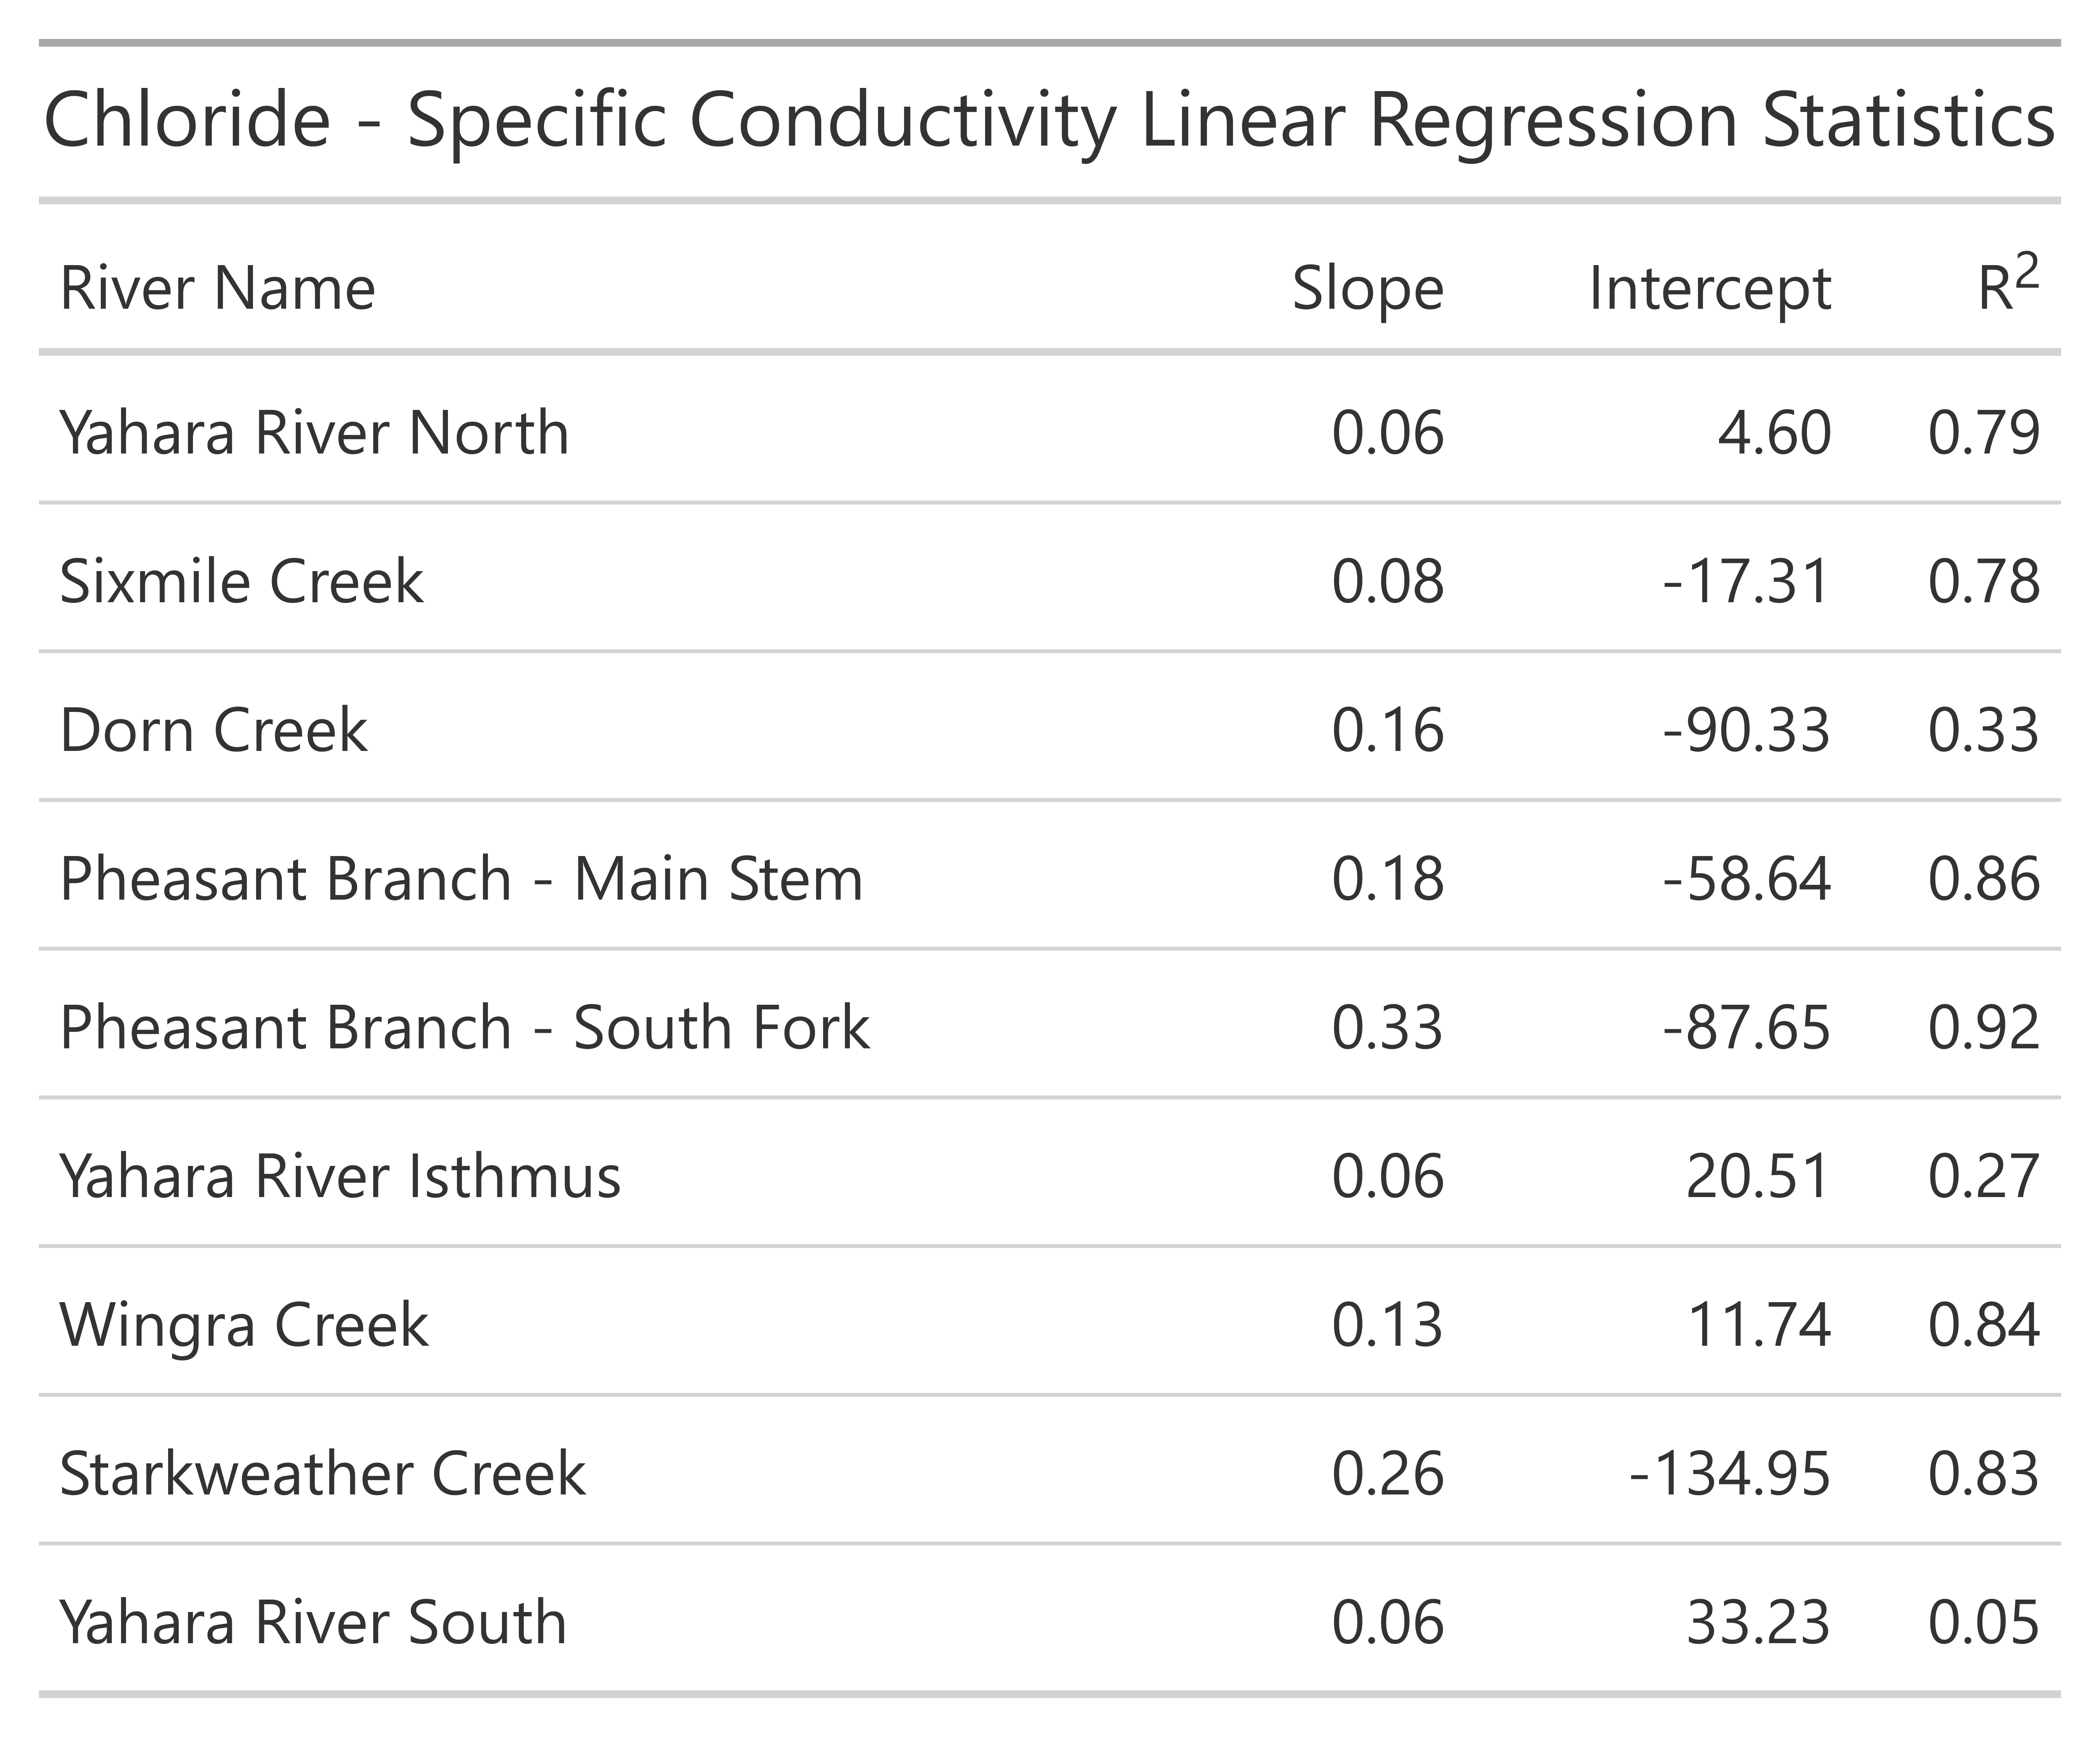 Chloride - Specific Conductivity Linear Regression Statistics
River Name Slope Intercept R²
Yahara River North 0.06 4.60 0.79
Sixmile Creek 0.08 -17.31 0.78
Dorn Creek 0.16 -90.33 0.33
Pheasant Branch - Main Stem 0.18 -58.64 0.86
Pheasant Branch - South Fork 0.33 -87.65 0.92
Yahara River Isthmus 0.06 20.51 0.27
Wingra Creek 0.13 11.74 0.84
Starkweather Creek 0.26 -134.95 0.83
Yahara River South 0.06 33.23 0.05